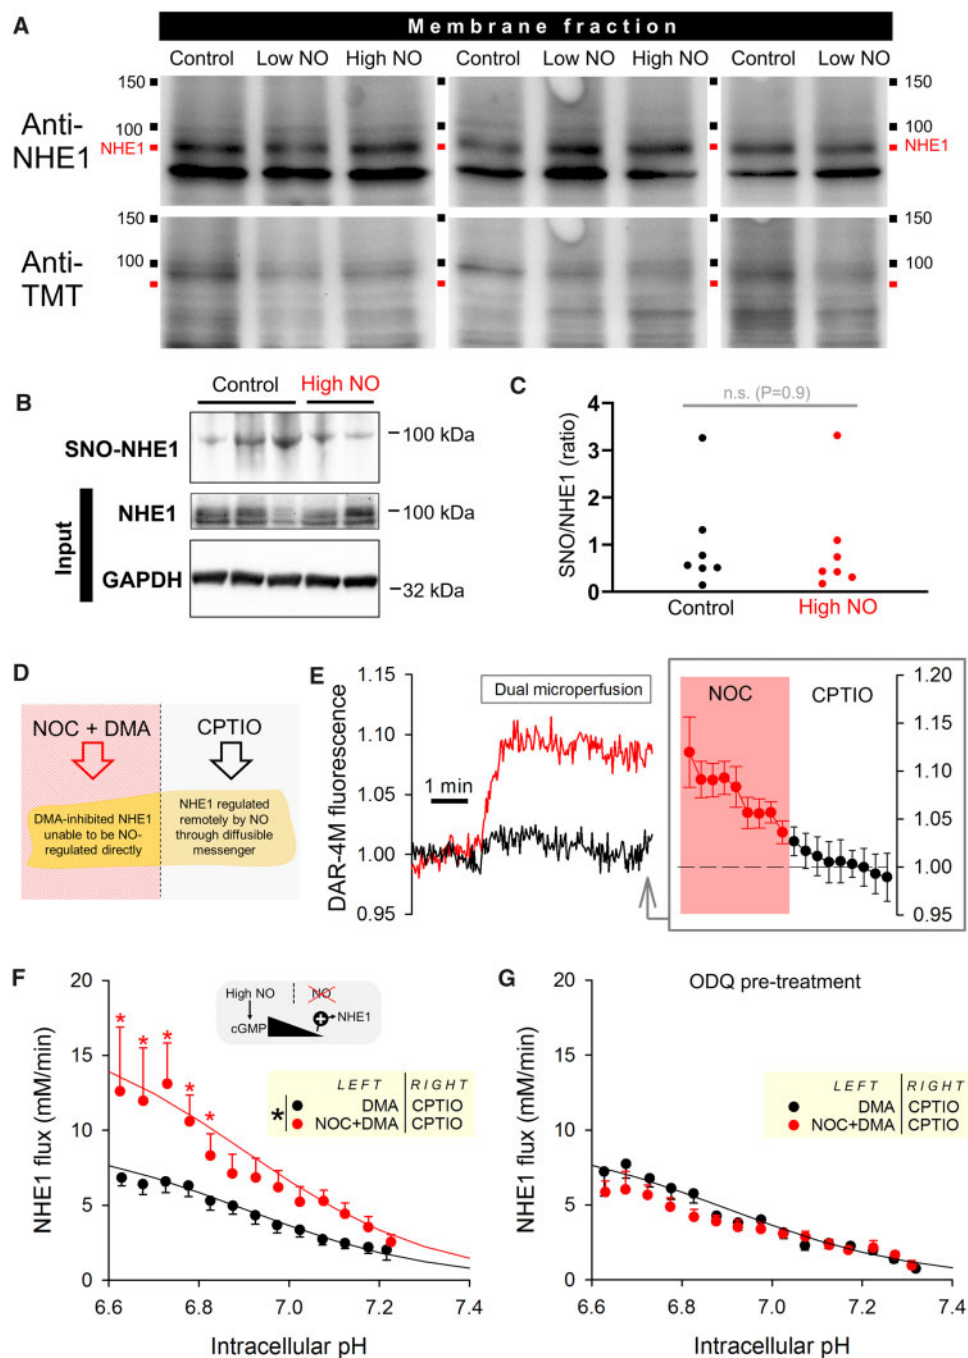 A
Membrane fraction
Control Low NO High NO Control Low NO High NO Control Low NO
Anti-
NHE1
150
100
NHE1
150
100
NHE1
Anti-
TMT
150
100
150
100
B
Control High NO
SNO-NHE1
–100 kDa
Input
NHE1
–100 kDa
GAPDH
–32 kDa
C
n.s. (P=0.9)
SNO/NHE1 (ratio)
4
3
2
1
0
Control High NO
D
NOC + DMA
CPTIO
DMA-inhibited NHE1
unable to be NO-
regulated directly
NHE1 regulated
remotely by NO
through diffusible
messenger
E
DAR-4M fluorescence
1.15
1.10
1.05
1.00
0.95
Dual microperfusion
1 min
NOC CPTIO
1.20
1.15
1.10
1.05
1.00
0.95
F
NHE1 flux (mM/min)
20
15
10
5
0
6.6 6.8 7.0 7.2 7.4
Intracellular pH
High NO
NO
cGMP
+
NHE1
LEFT RIGHT
DMA CPTIO
NOC+DMA CPTIO
*
* * * * *
G
ODQ pre-treatment
NHE1 flux (mM/min)
20
15
10
5
0
6.6 6.8 7.0 7.2 7.4
Intracellular pH
LEFT RIGHT
DMA CPTIO
NOC+DMA CPTIO